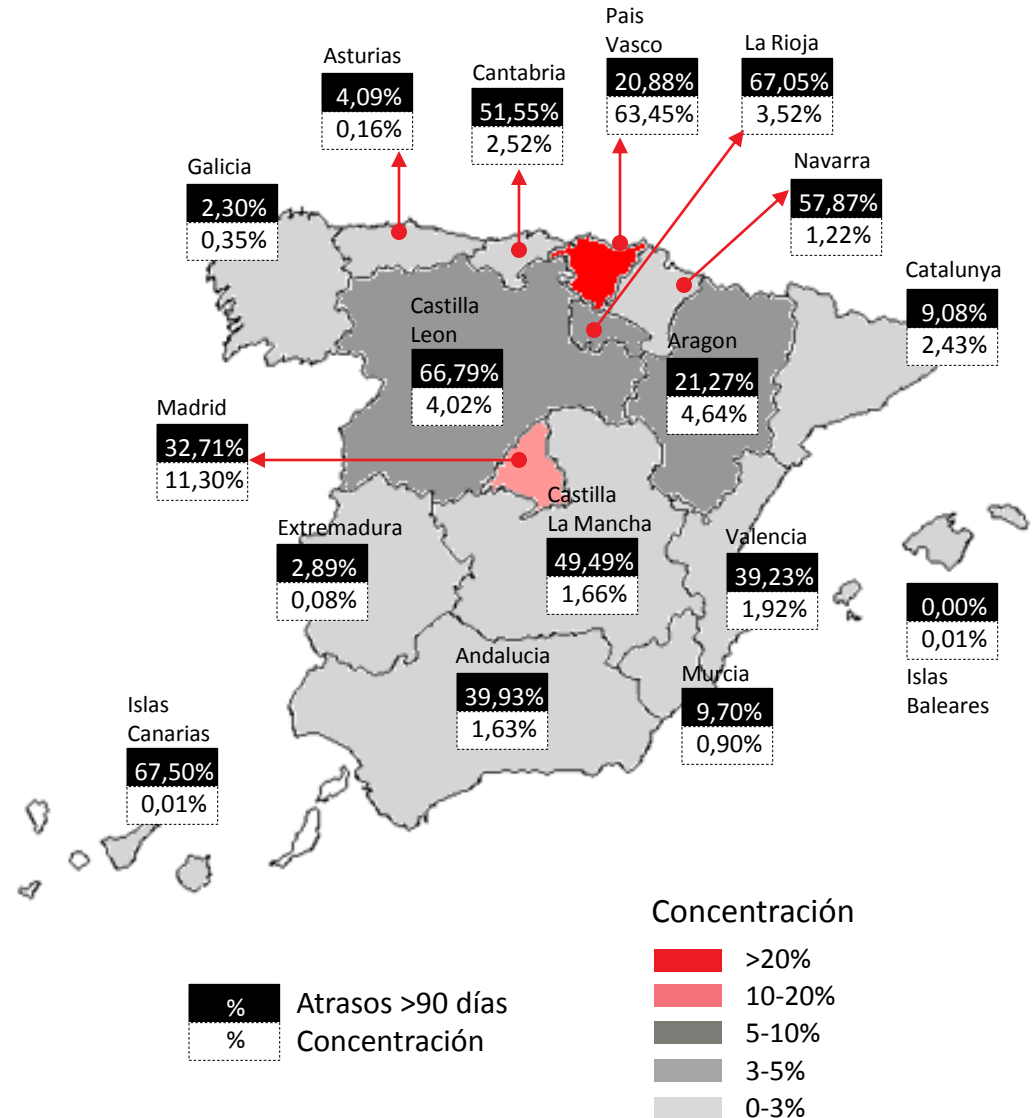 Pais
Vasco
20,88%
63,45%
La Rioja
67,05%
3,52%
Asturias
4,09%
0,16%
Cantabria
51,55%
2,52%
Navarra
57,87%
1,22%
Galicia
2,30%
0,35%
Catalunya
9,08%
2,43%
Castilla
Leon
66,79%
4,02%
Aragon
21,27%
4,64%
Madrid
32,71%
11,30%
Castilla
La Mancha
49,49%
1,66%
Extremadura
2,89%
0,08%
Valencia
39,23%
1,92%
0,00%
0,01%
Islas
Baleares
Andalucia
39,93%
1,63%
Murcia
9,70%
0,90%
Islas
Canarias
67,50%
0,01%
Concentración
>20%
10-20%
5-10%
3-5%
0-3%
% Atrasos >90 días
% Concentración